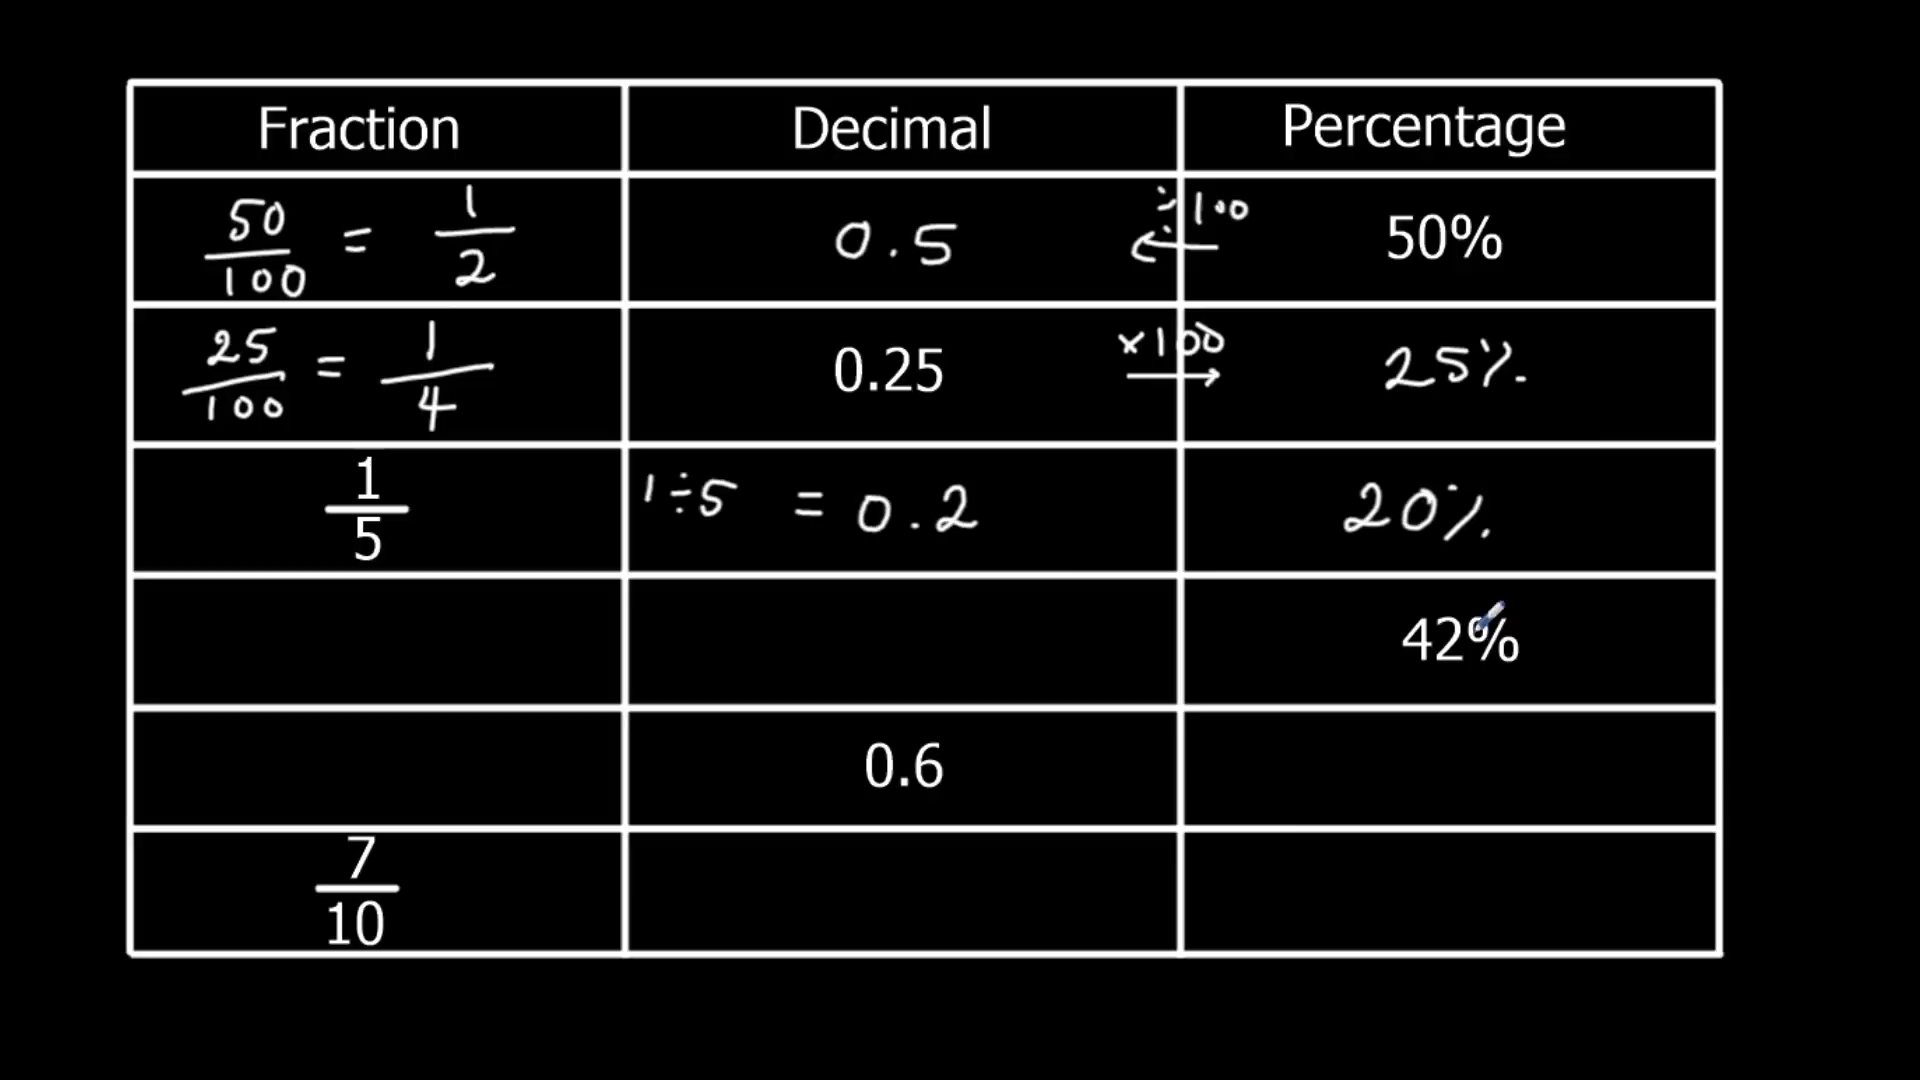 Fraction Decimal Percentage
50/100 = 1/2 0.5 ÷100 50%
25/100 = 1/4 0.25 ×100 25%
1/5 1÷5 = 0.2 20%
42%
0.6
7/10